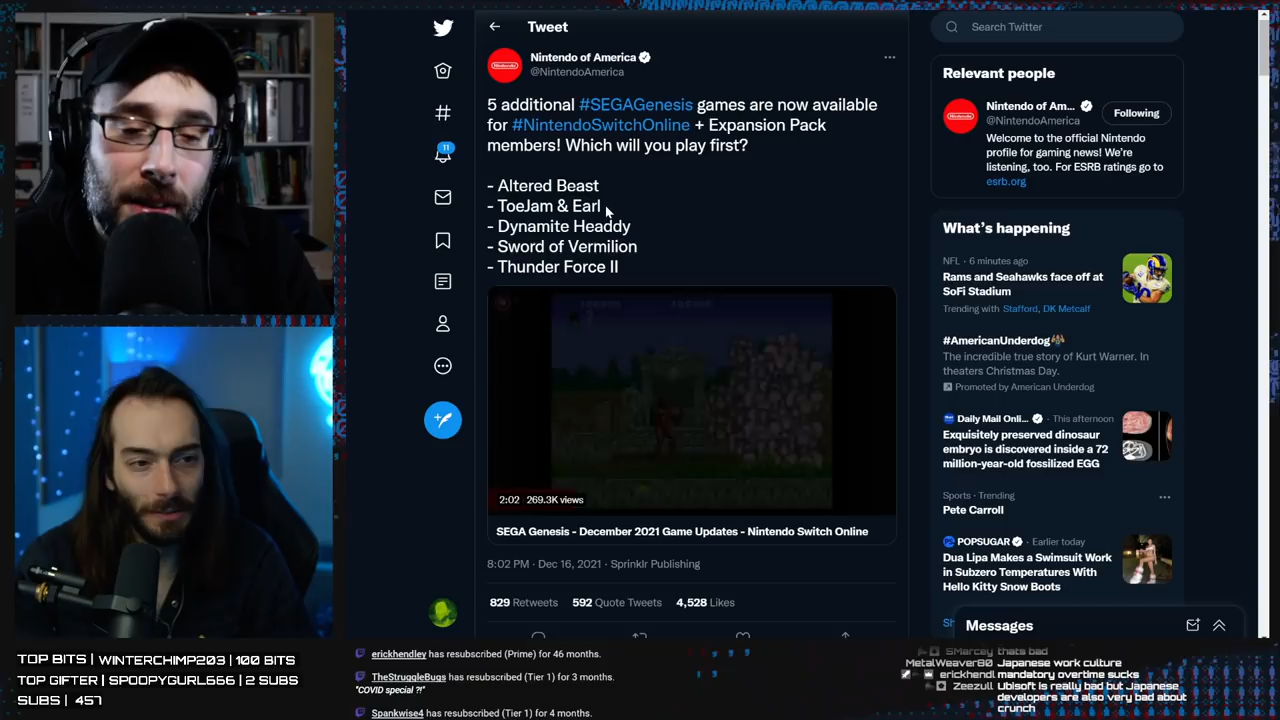 Tweet
Nintendo of America
@NintendoAmerica
5 additional #SEGAGenesis games are now available
for #NintendoSwitchOnline + Expansion Pack
members! Which will you play first?
- Altered Beast
- ToeJam & Earl
- Dynamite Headdy
- Sword of Vermilion
- Thunder Force II
2:02 269.3K views
SEGA Genesis - December 2021 Game Updates - Nintendo Switch Online
8:02 PM · Dec 16, 2021 · Sprinklr Publishing
829 Retweets 592 Quote Tweets 4,528 Likes
11
Search Twitter
Relevant people
Nintendo
Nintendo of Am...
@NintendoAmerica
Following
Welcome to the official Nintendo
profile for gaming news! We're
listening, too. For ESRB ratings go to
esrb.org
What's happening
NFL · 6 minutes ago
Rams and Seahawks face off at
SoFi Stadium
Trending with Stafford, DK Metcalf
#AmericanUnderdog
The incredible true story of Kurt Warner. In
theaters Christmas Day.
Promoted by American Underdog
Daily Mail Onli... · This afternoon
Exquisitely preserved dinosaur
embryo is discovered inside a 72
million-year-old fossilized EGG
Sports · Trending
Pete Carroll
POPSUGAR · Earlier today
Dua Lipa Makes a Swimsuit Work
in Subzero Temperatures With
Hello Kitty Snow Boots
Sh
Messages
TOP BITS | WINTERCHIMP203 | 100 BITS
TOP GIFTER | SPOOPYGURL666 | 2 SUBS
SUBS | 457
erickhendley has resubscribed (Prime) for 46 months.
TheStruggleBugs has resubscribed (Tier 1) for 3 months.
"COVID special ?!"
Spankwise4 has resubscribed (Tier 1) for 4 months.
SMarcey thats bad
MetalWeaver80 Japanese work culture
erickhendl mandatory overtime sucks
Zeezull Ubisoft is really bad but Japanese
developers are also very bad about
crunch